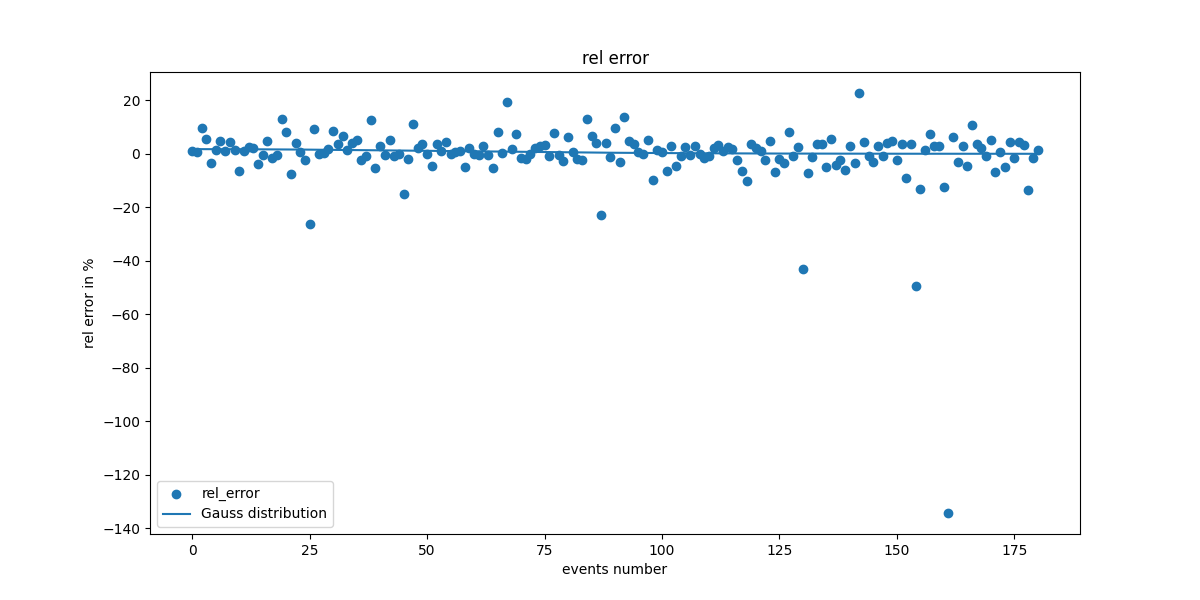 rel error
rel error in %
20
0
−20
−40
−60
−80
−100
−120
−140
rel_error
Gauss distribution
0 25 50 75 100 125 150 175
events number